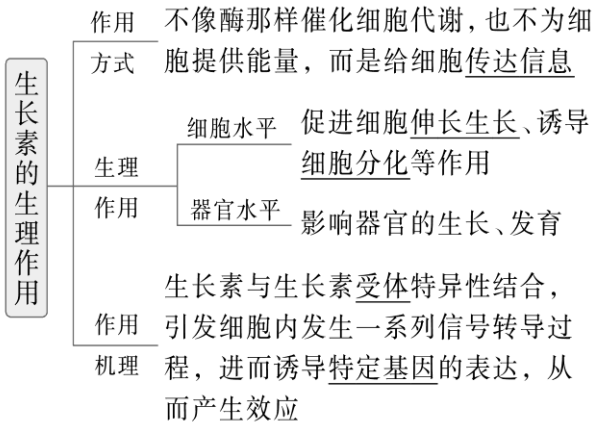 生长素的生理作用
作用
方式
不像酶那样催化细胞代谢，也不为细
胞提供能量，而是给细胞传达信息
生理
作用
细胞水平
促进细胞伸长生长、诱导
细胞分化等作用
器官水平
影响器官的生长、发育
作用
机理
生长素与生长素受体特异性结合，
引发细胞内发生一系列信号转导过
程，进而诱导特定基因的表达，从
而产生效应